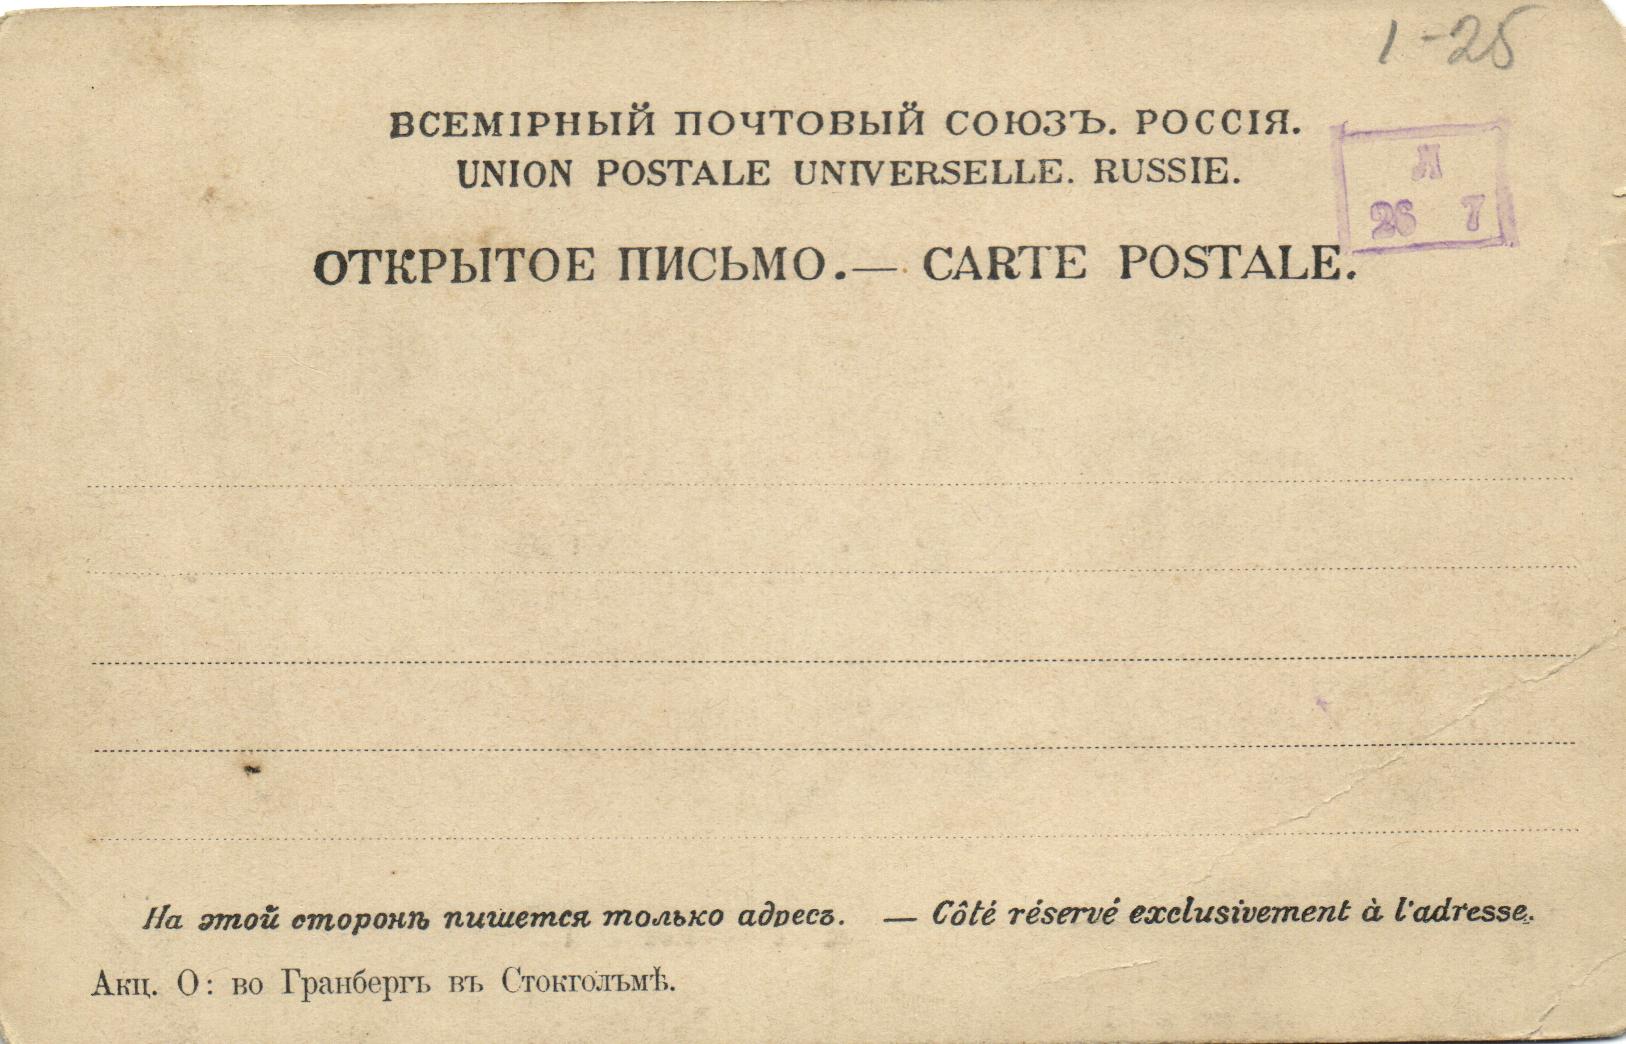 1-25
ВСЕМІРНЫЙ ПОЧТОВЫЙ СОЮЗЪ. РОССІЯ.
UNION POSTALE UNIVERSELLE. RUSSIE.
Л
26 7
ОТКРЫТОЕ ПИСЬМО.— CARTE POSTALE.
На этой сторонѣ пишется только адресъ. — Côté réservé exclusivement à l'adresse.
Акц. О: во Гранбергъ въ Стокгольмѣ.